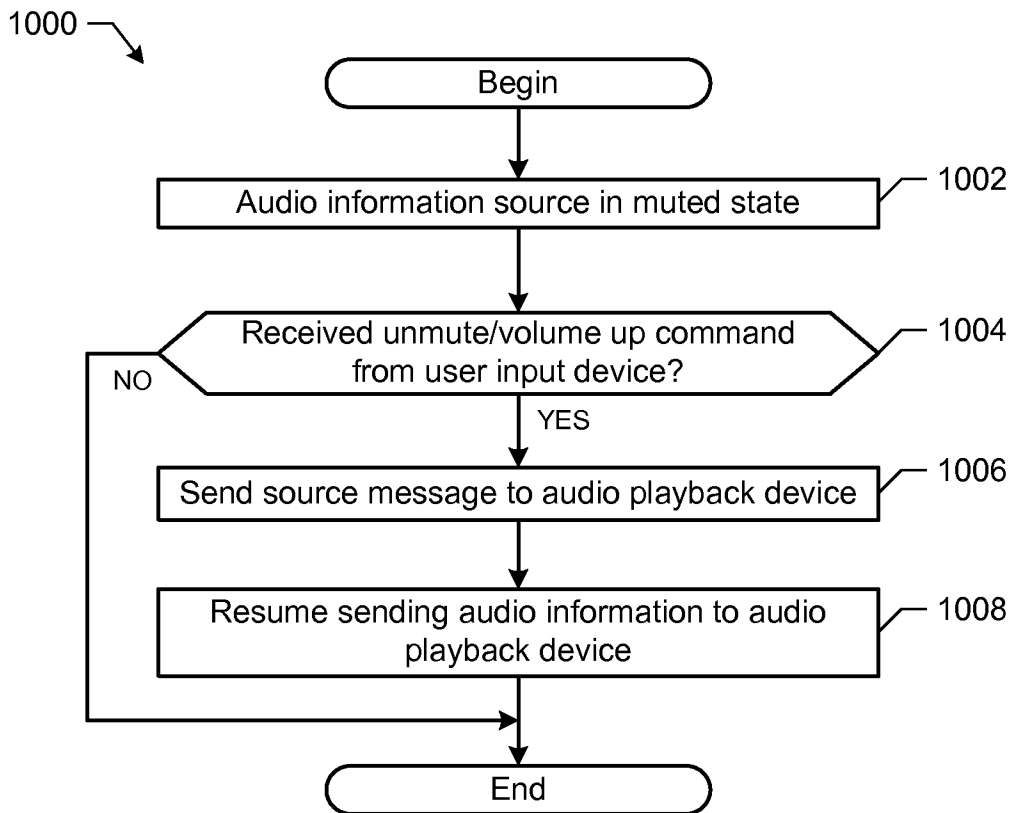 1000
Begin
1002
Audio information source in muted state
Received unmute/volume up command
from user input device?
1004
NO
YES
1006
Send source message to audio playback device
Resume sending audio information to audio
playback device
1008
End